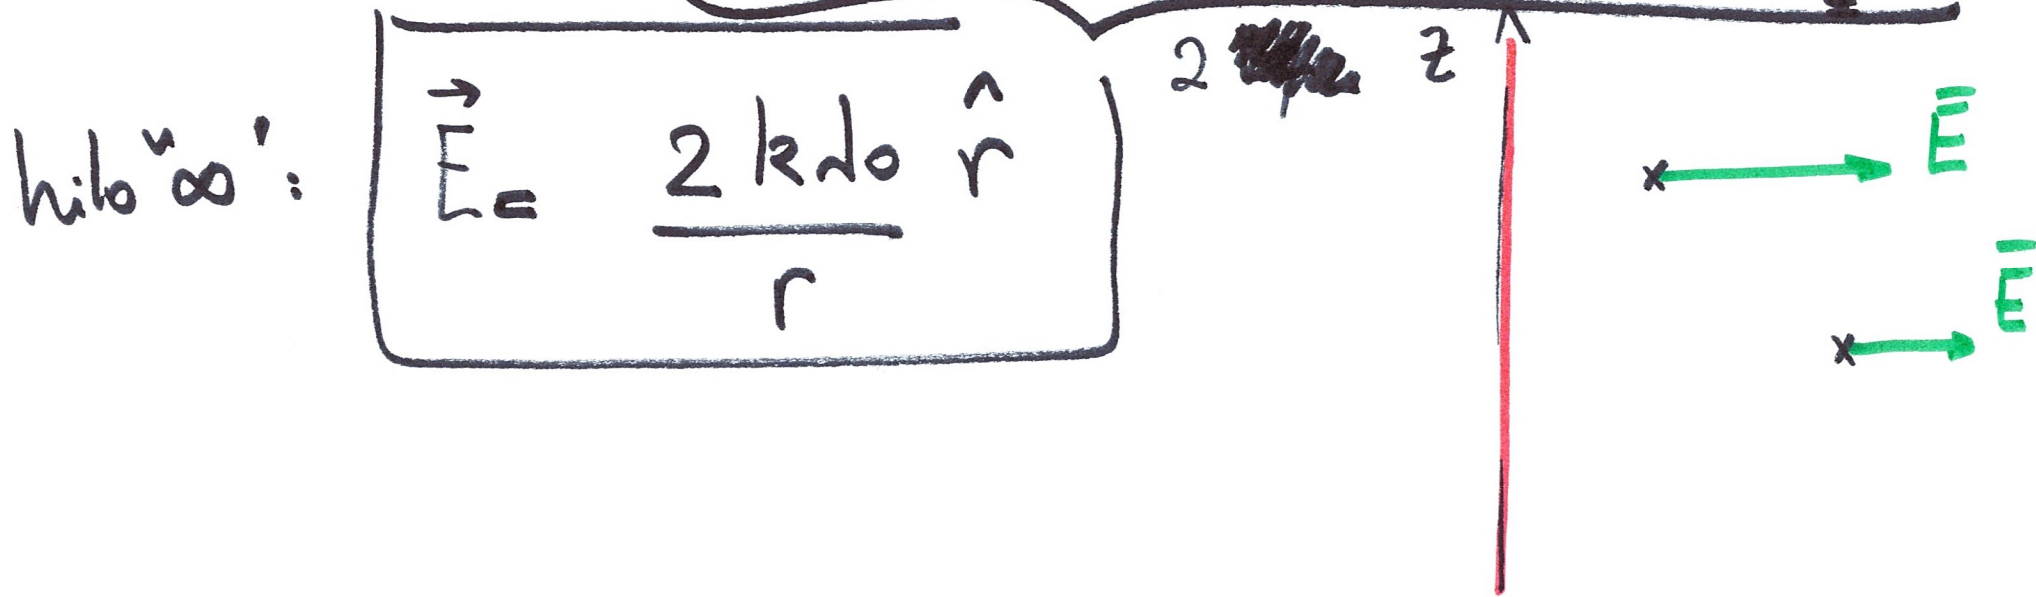 2 z
hilo "∞": E⃗ = 2kλo r̂ / r
Ē
Ē